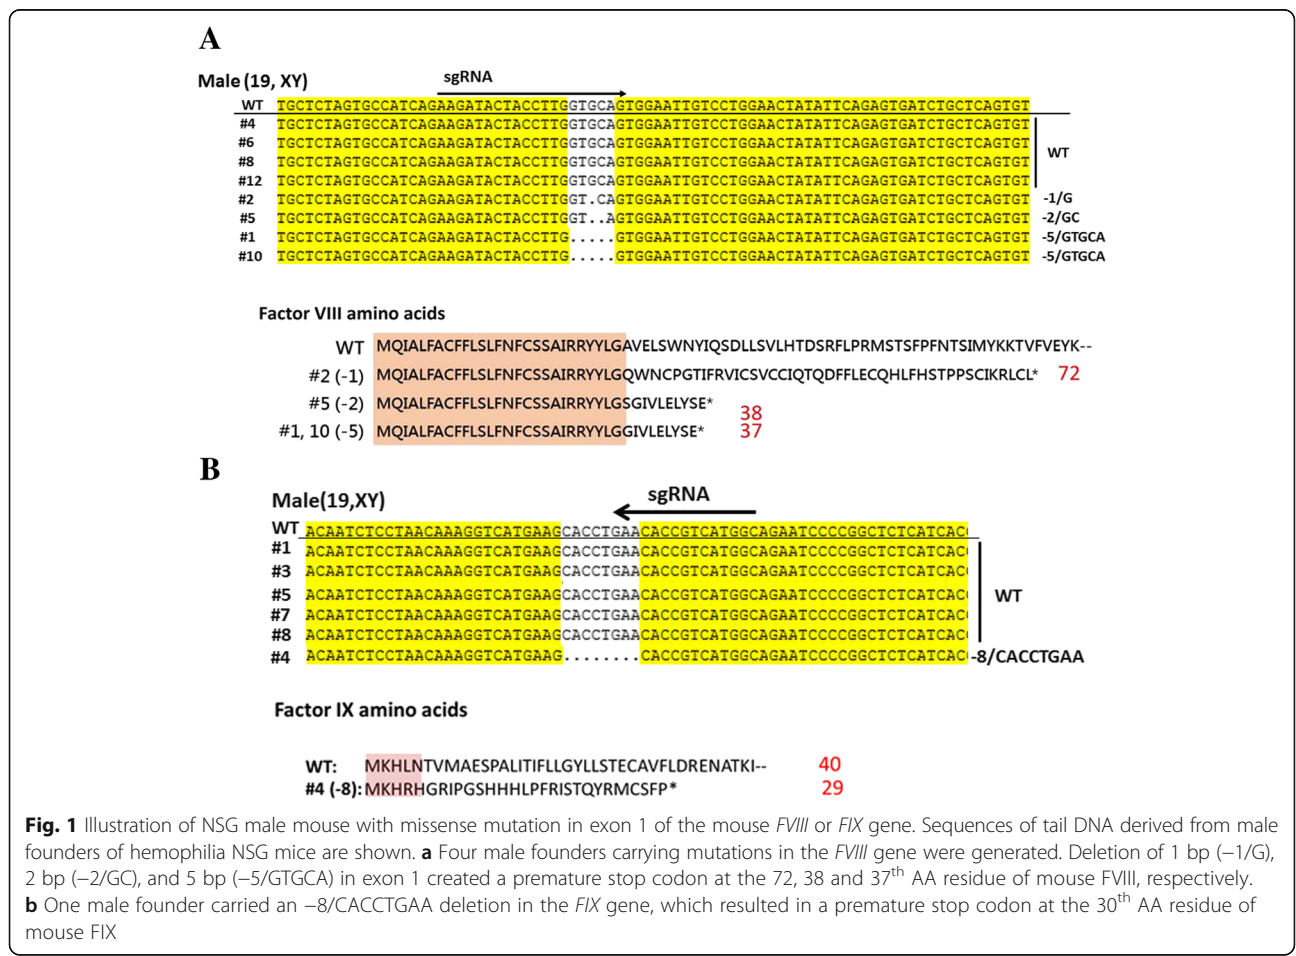 A
Male (19, XY)
sgRNA
WT TGCTCTAGTGCCATCAGAAGATACTACCTTGGTGCAGTGGAATTGTCCTGGAACTATATTCAGAGTGATCTGCTCAGTGT
#4 TGCTCTAGTGCCATCAGAAGATACTACCTTGGTGCAGTGGAATTGTCCTGGAACTATATTCAGAGTGATCTGCTCAGTGT
#6 TGCTCTAGTGCCATCAGAAGATACTACCTTGGTGCAGTGGAATTGTCCTGGAACTATATTCAGAGTGATCTGCTCAGTGT
#8 TGCTCTAGTGCCATCAGAAGATACTACCTTGGTGCAGTGGAATTGTCCTGGAACTATATTCAGAGTGATCTGCTCAGTGT
WT
#12 TGCTCTAGTGCCATCAGAAGATACTACCTTGGTGCAGTGGAATTGTCCTGGAACTATATTCAGAGTGATCTGCTCAGTGT
#2 TGCTCTAGTGCCATCAGAAGATACTACCTTGGT.CAGTGGAATTGTCCTGGAACTATATTCAGAGTGATCTGCTCAGTGT -1/G
#5 TGCTCTAGTGCCATCAGAAGATACTACCTTGGT..AGTGGAATTGTCCTGGAACTATATTCAGAGTGATCTGCTCAGTGT -2/GC
#1 TGCTCTAGTGCCATCAGAAGATACTACCTTG.....GTGGAATTGTCCTGGAACTATATTCAGAGTGATCTGCTCAGTGT -5/GTGCA
#10 TGCTCTAGTGCCATCAGAAGATACTACCTTG.....GTGGAATTGTCCTGGAACTATATTCAGAGTGATCTGCTCAGTGT -5/GTGCA
Factor VIII amino acids
WT MQIALFACFFLSLFNFCSSAIRRYYLGAVELSWNYIQSDLLSVLHTDSRFLPRMSTSFPFNTSIMYKKTVFVEYK--
#2 (-1) MQIALFACFFLSLFNFCSSAIRRYYLGQWNCPGTIFRVICSVCCIQTQDFFLECQHLFHSTPPSCIKRLCL* 72
#5 (-2) MQIALFACFFLSLFNFCSSAIRRYYLGSGIVLELYSE* 38
#1, 10 (-5) MQIALFACFFLSLFNFCSSAIRRYYLGGIVLELYSE* 37
B
Male(19,XY)
sgRNA
WT ACAATCTCCTAACAAAGGTCATGAAGCACCTGAACACCGTCATGGCAGAATCCCCGGCTCTCATCAC
#1 ACAATCTCCTAACAAAGGTCATGAAGCACCTGAACACCGTCATGGCAGAATCCCCGGCTCTCATCAC
#3 ACAATCTCCTAACAAAGGTCATGAAGCACCTGAACACCGTCATGGCAGAATCCCCGGCTCTCATCAC
#5 ACAATCTCCTAACAAAGGTCATGAAGCACCTGAACACCGTCATGGCAGAATCCCCGGCTCTCATCAC
WT
#7 ACAATCTCCTAACAAAGGTCATGAAGCACCTGAACACCGTCATGGCAGAATCCCCGGCTCTCATCAC
#8 ACAATCTCCTAACAAAGGTCATGAAGCACCTGAACACCGTCATGGCAGAATCCCCGGCTCTCATCAC
#4 ACAATCTCCTAACAAAGGTCATGAAG........CACCGTCATGGCAGAATCCCCGGCTCTCATCAC -8/CACCTGAA
Factor IX amino acids
WT: MKHLNTVMAESPALITIFLLGYLLSTECAVFLDRENATKI-- 40
#4 (-8): MKHRHGRIPGSHHHLPFRISTQYRMCSFP* 29
Fig. 1 Illustration of NSG male mouse with missense mutation in exon 1 of the mouse FVIII or FIX gene. Sequences of tail DNA derived from male
founders of hemophilia NSG mice are shown. a Four male founders carrying mutations in the FVIII gene were generated. Deletion of 1 bp (−1/G),
2 bp (−2/GC), and 5 bp (−5/GTGCA) in exon 1 created a premature stop codon at the 72, 38 and 37th AA residue of mouse FVIII, respectively.
b One male founder carried an −8/CACCTGAA deletion in the FIX gene, which resulted in a premature stop codon at the 30th AA residue of
mouse FIX